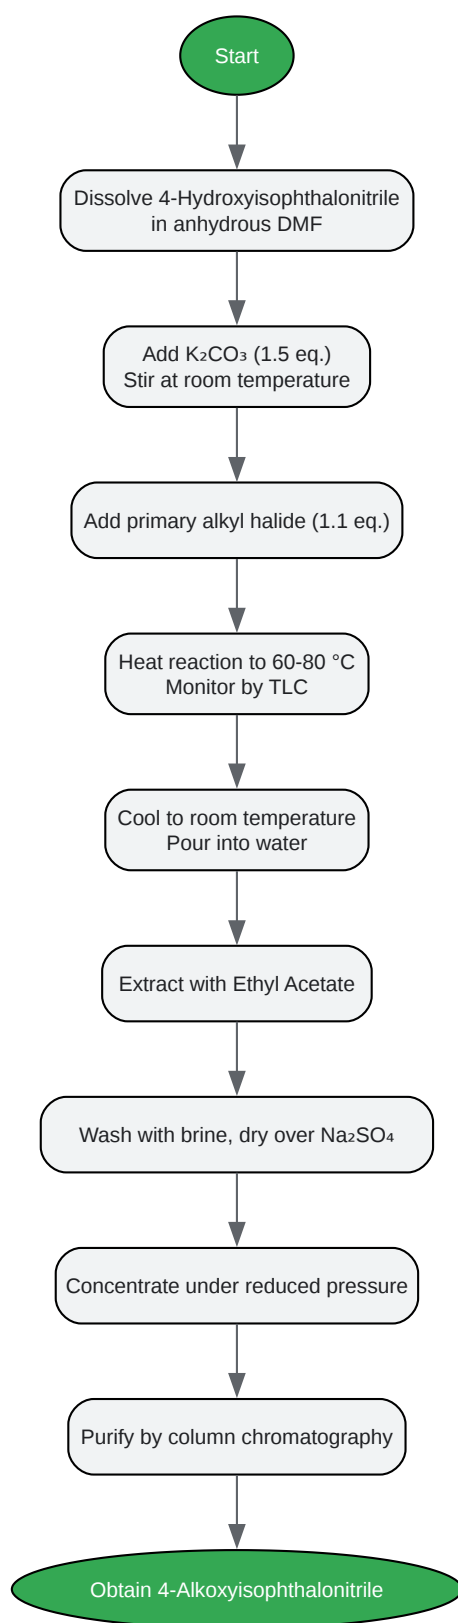 Start
Dissolve 4-Hydroxyisophthalonitrile
in anhydrous DMF
Add K₂CO₃ (1.5 eq.)
Stir at room temperature
Add primary alkyl halide (1.1 eq.)
Heat reaction to 60-80 °C
Monitor by TLC
Cool to room temperature
Pour into water
Extract with Ethyl Acetate
Wash with brine, dry over Na₂SO₄
Concentrate under reduced pressure
Purify by column chromatography
Obtain 4-Alkoxyisophthalonitrile